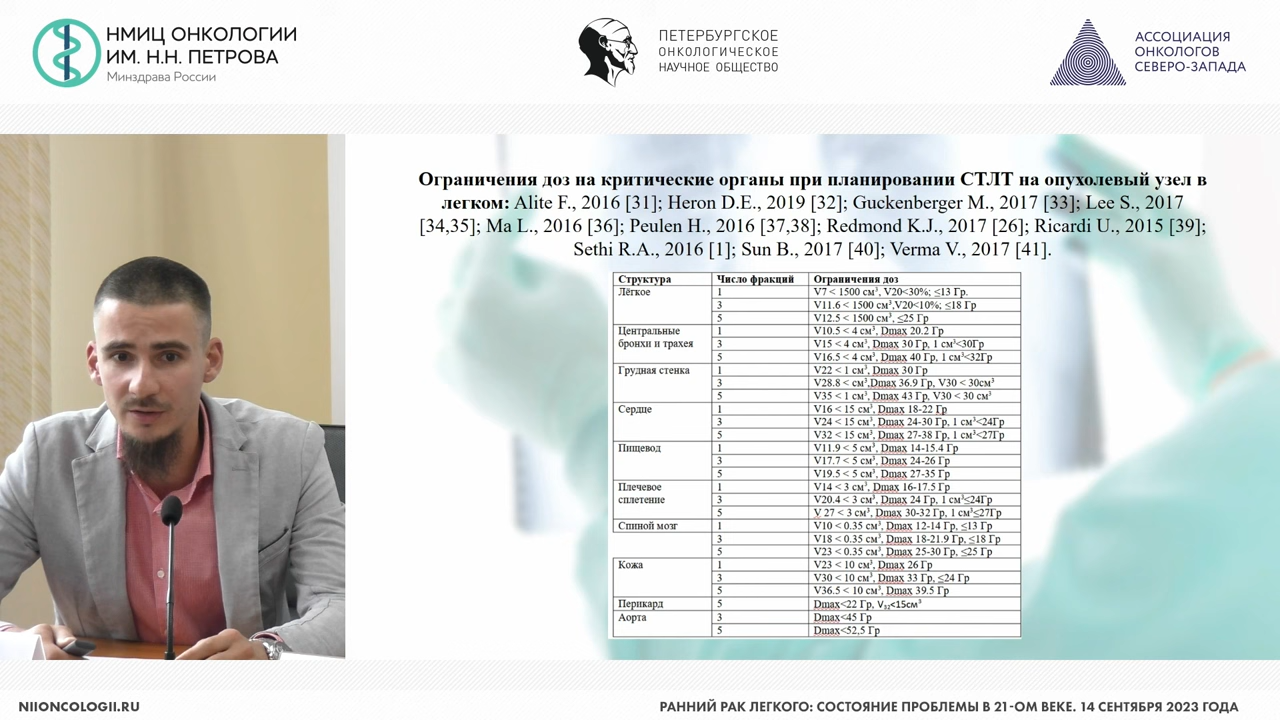 НМИЦ ОНКОЛОГИИ
ИМ. Н.Н. ПЕТРОВА
Минздрава России
ПЕТЕРБУРГСКОЕ
ОНКОЛОГИЧЕСКОЕ
НАУЧНОЕ ОБЩЕСТВО
АССОЦИАЦИЯ
ОНКОЛОГОВ
СЕВЕРО-ЗАПАДА
Ограничения доз на критические органы при планировании СТЛТ на опухолевый узел в
легком: Alite F., 2016 [31]; Heron D.E., 2019 [32]; Guckenberger M., 2017 [33]; Lee S., 2017
[34,35]; Ma L., 2016 [36]; Peulen H., 2016 [37,38]; Redmond K.J., 2017 [26]; Ricardi U., 2015 [39];
Sethi R.A., 2016 [1]; Sun B., 2017 [40]; Verma V., 2017 [41].
Структура Число фракций Ограничения доз
Лёгкое 1 V7 < 1500 см³, V20<30%; ≤13 Гр.
3 V11.6 < 1500 см³,V20<10%; ≤18 Гр
5 V12.5 < 1500 см³, ≤25 Гр
Центральные 1 V10.5 < 4 см³, Dmax 20.2 Гр
бронхи и трахея 3 V15 < 4 см³, Dmax 30 Гр, 1 см³<30Гр
5 V16.5 < 4 см³, Dmax 40 Гр, 1 см³<32Гр
Грудная стенка 1 V22 < 1 см³, Dmax 30 Гр
3 V28.8 < см³,Dmax 36.9 Гр, V30 < 30см³
5 V35 < 1 см³, Dmax 43 Гр, V30 < 30 см³
Сердце 1 V16 < 15 см³, Dmax 18-22 Гр
3 V24 < 15 см³, Dmax 24-30 Гр, 1 см³<24Гр
5 V32 < 15 см³, Dmax 27-38 Гр, 1 см³<27Гр
Пищевод 1 V11.9 < 5 см³, Dmax 14-15.4 Гр
3 V17.7 < 5 см³, Dmax 24-26 Гр
5 V19.5 < 5 см³, Dmax 27-35 Гр
Плечевое 1 V14 < 3 см³, Dmax 16-17.5 Гр
сплетение 3 V20.4 < 3 см³, Dmax 24 Гр, 1 см³≤24Гр
5 V 27 < 3 см³, Dmax 30-32 Гр, 1 см³≤27Гр
Спиной мозг 1 V10 < 0.35 см³, Dmax 12-14 Гр, ≤13 Гр
3 V18 < 0.35 см³, Dmax 18-21.9 Гр, ≤18 Гр
5 V23 < 0.35 см³, Dmax 25-30 Гр, ≤25 Гр
Кожа 1 V23 < 10 см³, Dmax 26 Гр
3 V30 < 10 см³, Dmax 33 Гр, ≤24 Гр
5 V36.5 < 10 см³, Dmax 39.5 Гр
Перикард 5 Dmax<22 Гр, V₃₂<15см³
Аорта 3 Dmax<45 Гр
5 Dmax<52,5 Гр
NIIONCOLOGII.RU
РАННИЙ РАК ЛЕГКОГО: СОСТОЯНИЕ ПРОБЛЕМЫ В 21-ОМ ВЕКЕ. 14 СЕНТЯБРЯ 2023 ГОДА